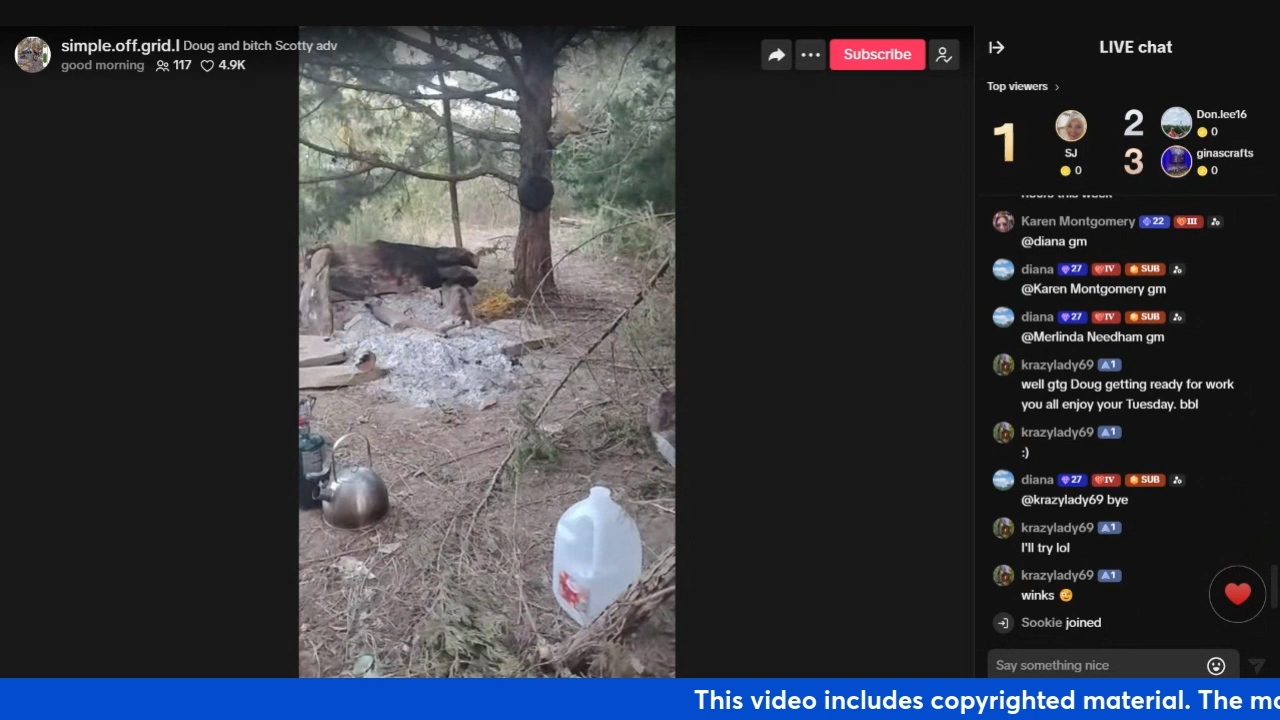 simple.off.grid.l Doug and bitch Scotty adv
good morning 117 4.9K
Subscribe
LIVE chat
Top viewers
1
SJ
0
2
Don.lee16
0
3
ginascrafts
0
hours this week
Karen Montgomery 22 III
@diana gm
diana 27 IV SUB
@Karen Montgomery gm
diana 27 IV SUB
@Merlinda Needham gm
krazylady69 1
well gtg Doug getting ready for work
you all enjoy your Tuesday. bbl
krazylady69 1
:)
diana 27 IV SUB
@krazylady69 bye
krazylady69 1
I'll try lol
krazylady69 1
winks 😉
Sookie joined
Say something nice
This video includes copyrighted material. The ma